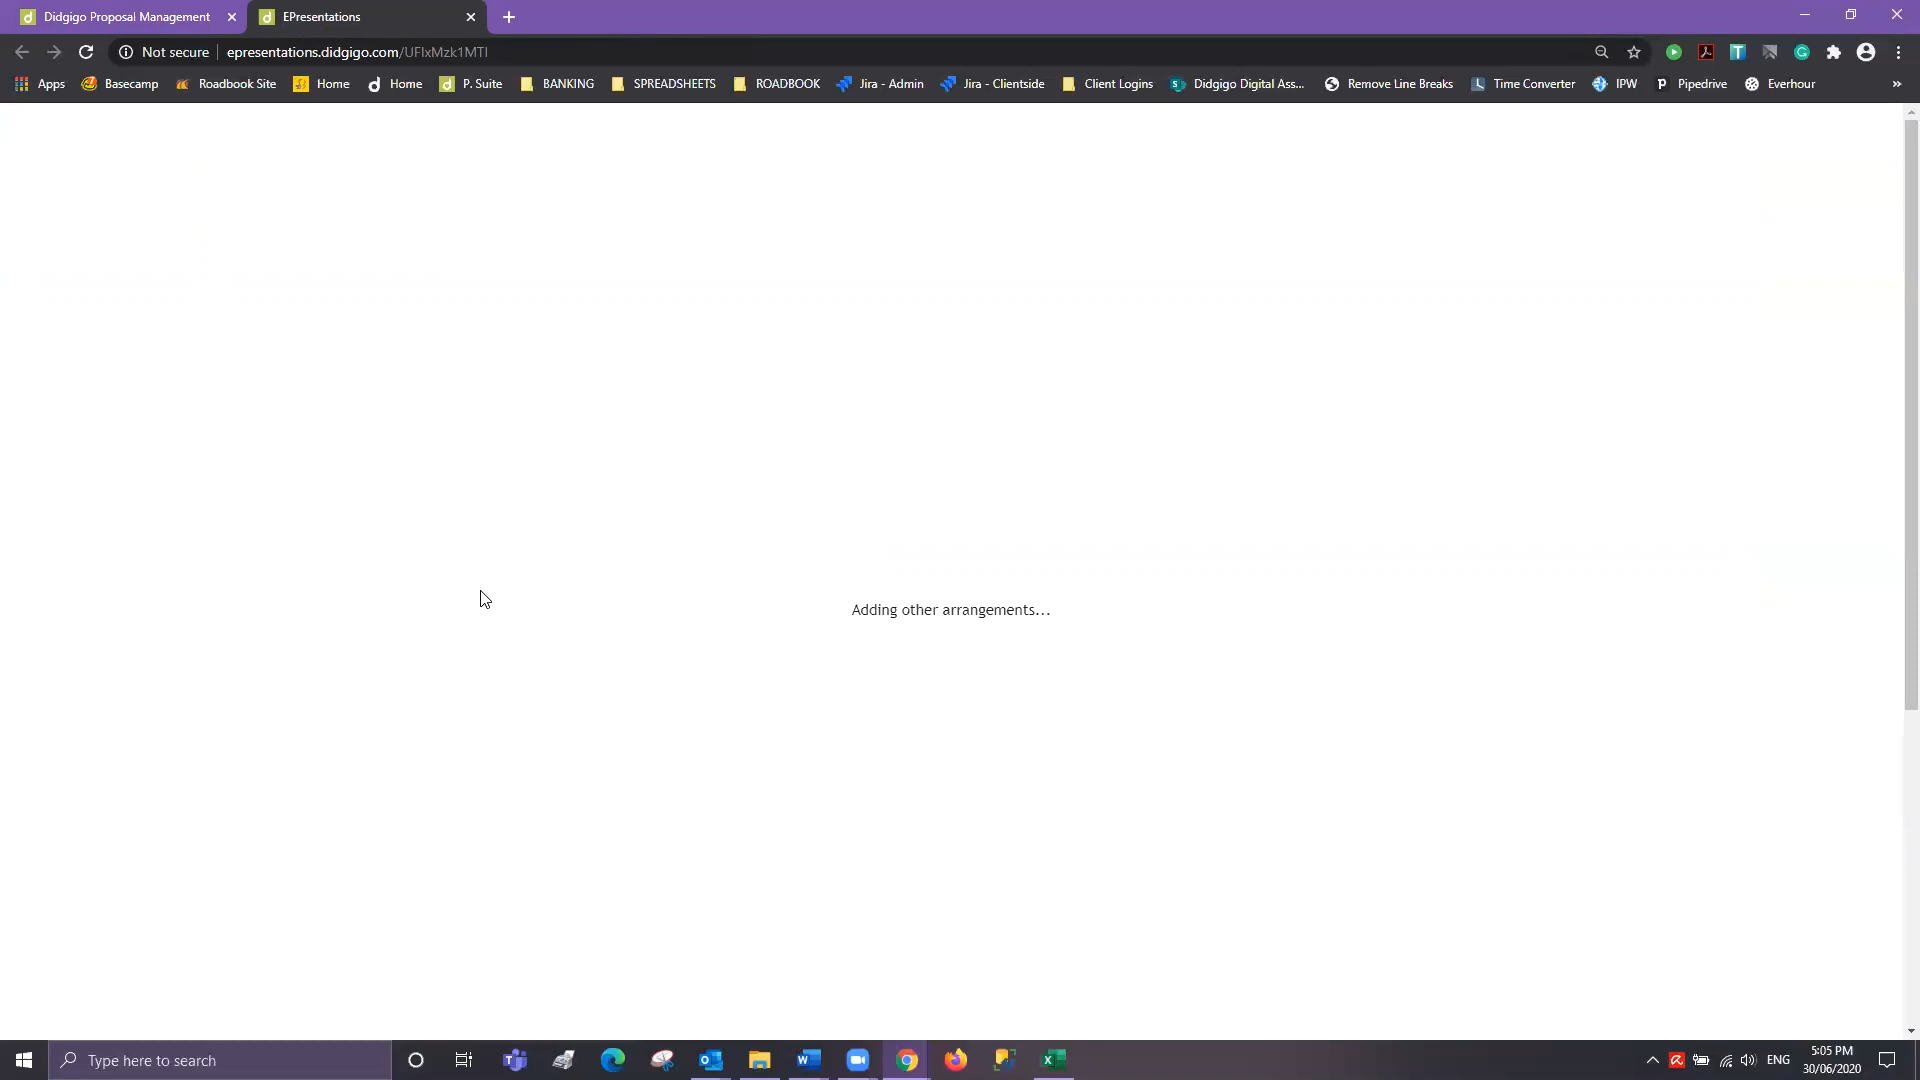 Didgigo Proposal Management
EPresentations
Not secure
epresentations.didgigo.com/UFIxMzk1MTI
Apps
Basecamp
Roadbook Site
Home
Home
P. Suite
BANKING
SPREADSHEETS
ROADBOOK
Jira - Admin
Jira - Clientside
Client Logins
Didgigo Digital Ass...
Remove Line Breaks
Time Converter
IPW
Pipedrive
Everhour
»
Adding other arrangements...
Type here to search
ENG
5:05 PM
30/06/2020